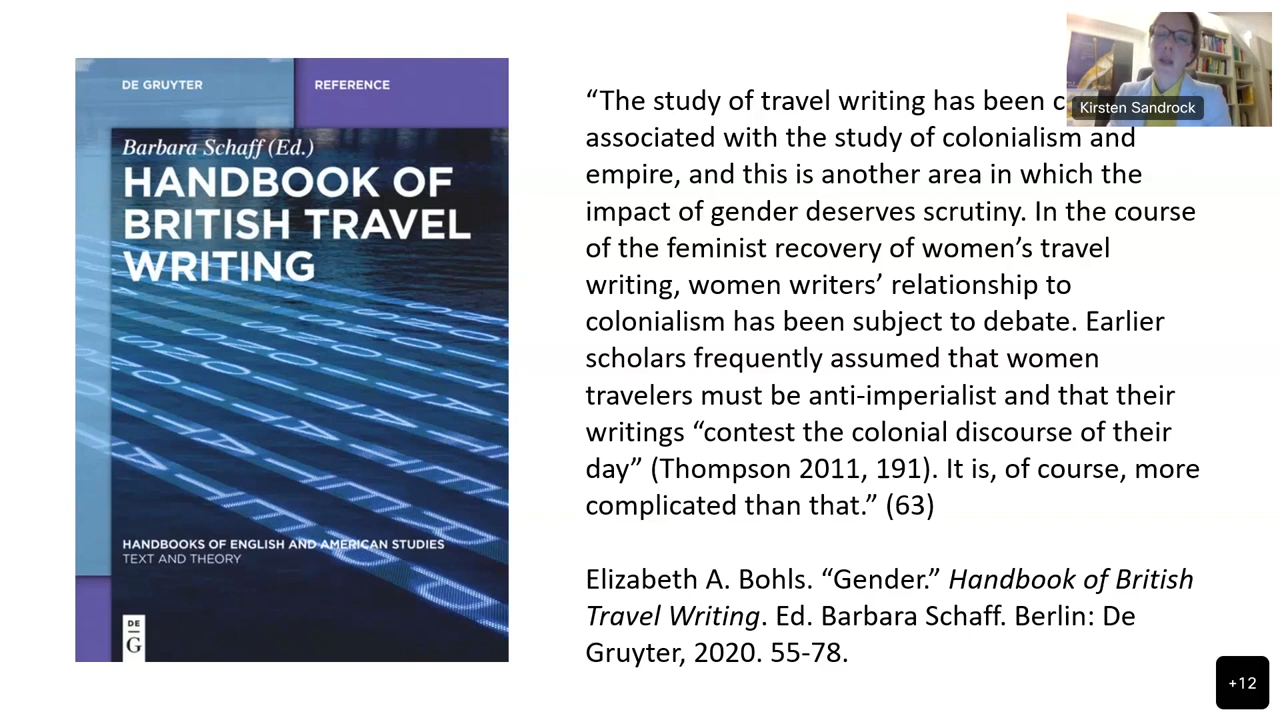 DE GRUYTER
REFERENCE
Barbara Schaff (Ed.)
HANDBOOK OF
BRITISH TRAVEL
WRITING
HANDBOOKS OF ENGLISH AND AMERICAN STUDIES
TEXT AND THEORY
DE
G
“The study of travel writing has been
associated with the study of colonialism and
empire, and this is another area in which the
impact of gender deserves scrutiny. In the course
of the feminist recovery of women’s travel
writing, women writers’ relationship to
colonialism has been subject to debate. Earlier
scholars frequently assumed that women
travelers must be anti-imperialist and that their
writings “contest the colonial discourse of their
day” (Thompson 2011, 191). It is, of course, more
complicated than that.” (63)
Elizabeth A. Bohls. “Gender.” Handbook of British
Travel Writing. Ed. Barbara Schaff. Berlin: De
Gruyter, 2020. 55-78.
Kirsten Sandrock
+12